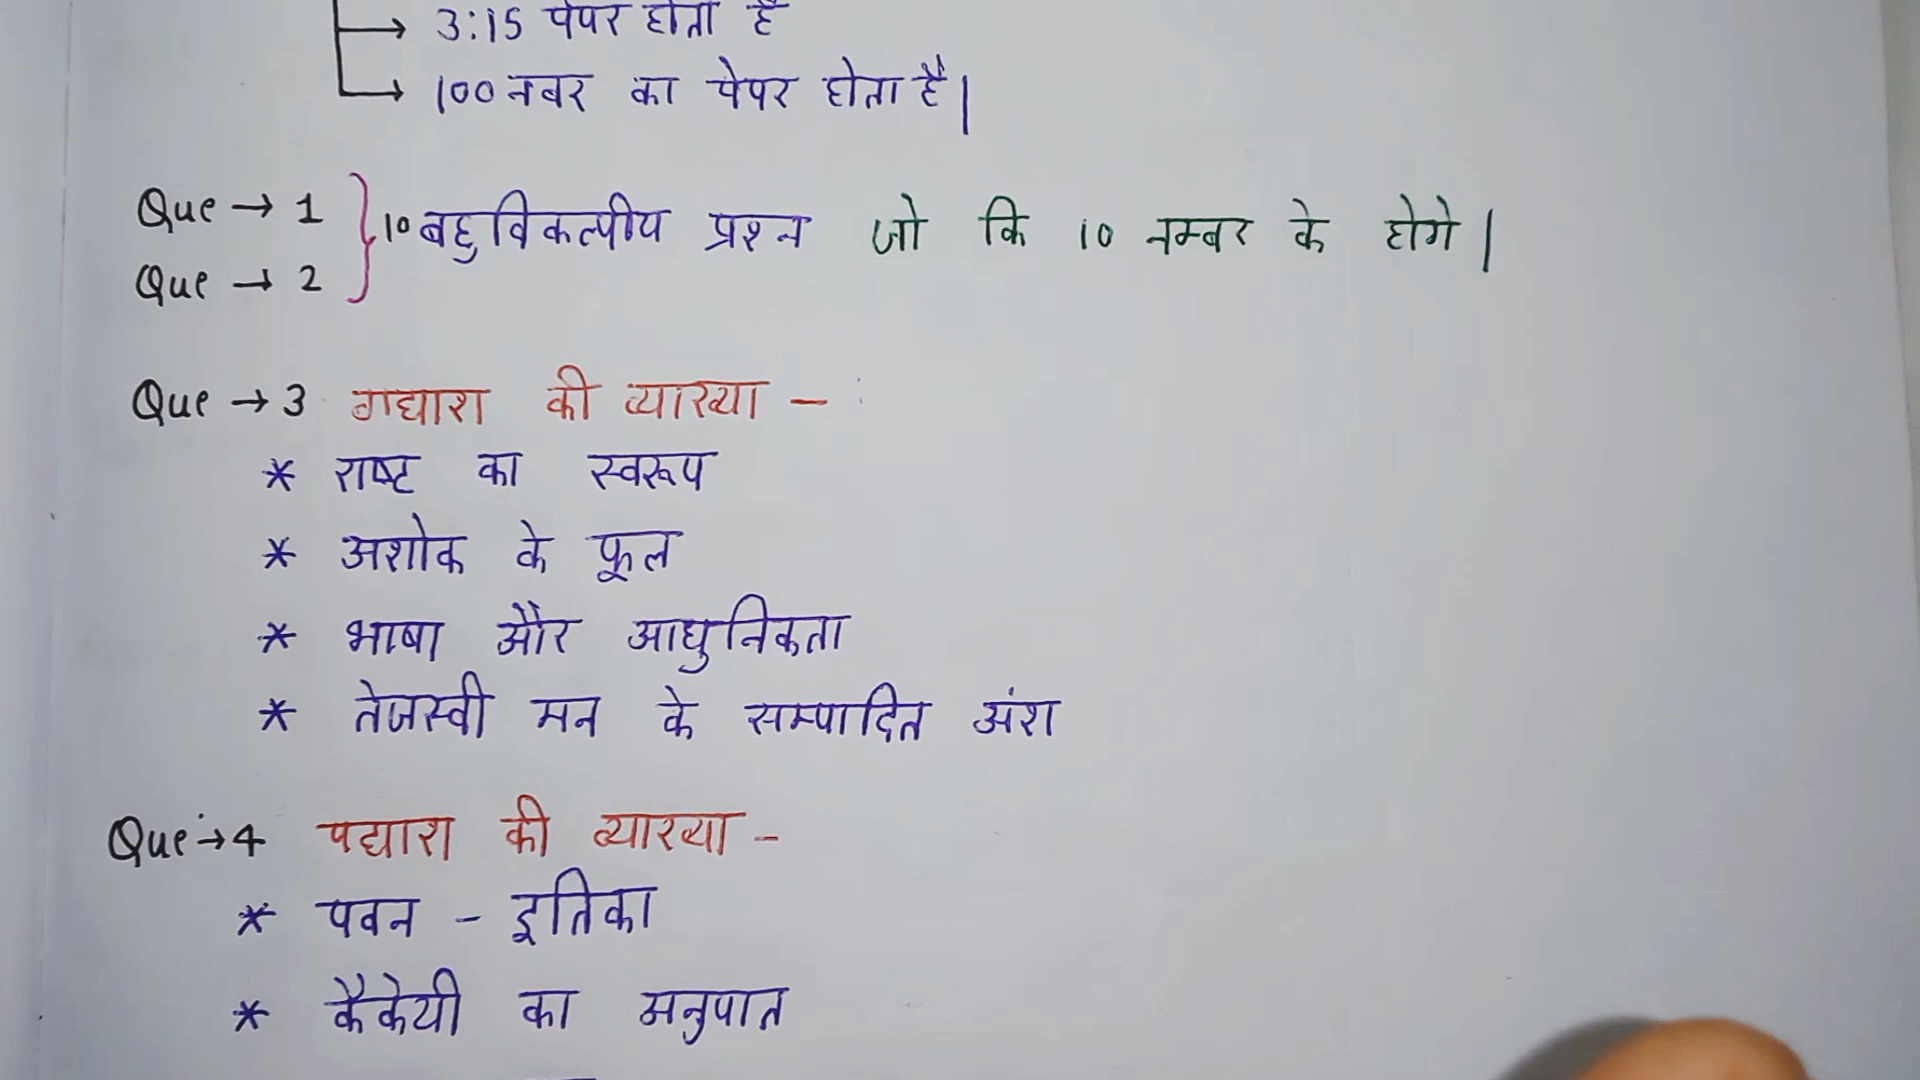 3:15 पेपर होता है
100 नबर का पेपर होता है|
Que → 1
Que → 2
10 बहुविकल्पीय प्रश्न जो कि 10 नम्बर के होगे|
Que → 3 गद्यारा की व्याख्या -
* राष्ट का स्वरूप
* अशोक के फूल
* भाषा और आधुनिकता
* तेजस्वी मन के सम्पादित अंश
Que → 4 पद्यारा की व्याख्या -
* पवन - दूतिका
* कैकेयी का अनुपात